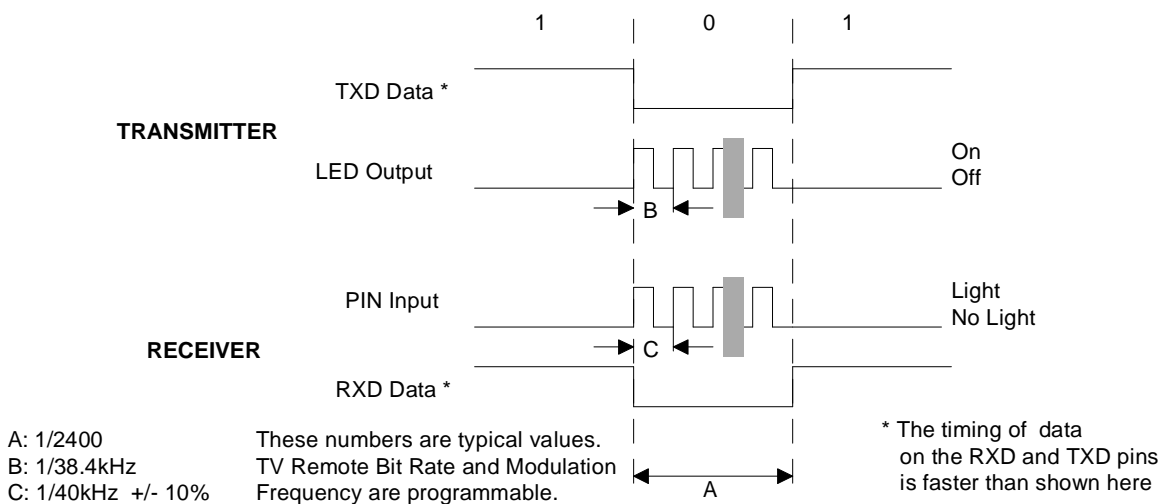 1 0 1
TXD Data *
TRANSMITTER
LED Output
On
Off
B
PIN Input
Light
No Light
RECEIVER
C
RXD Data *
A: 1/2400
B: 1/38.4kHz
C: 1/40kHz +/- 10%
These numbers are typical values.
TV Remote Bit Rate and Modulation
Frequency are programmable.
A
* The timing of data
on the RXD and TXD pins
is faster than shown here